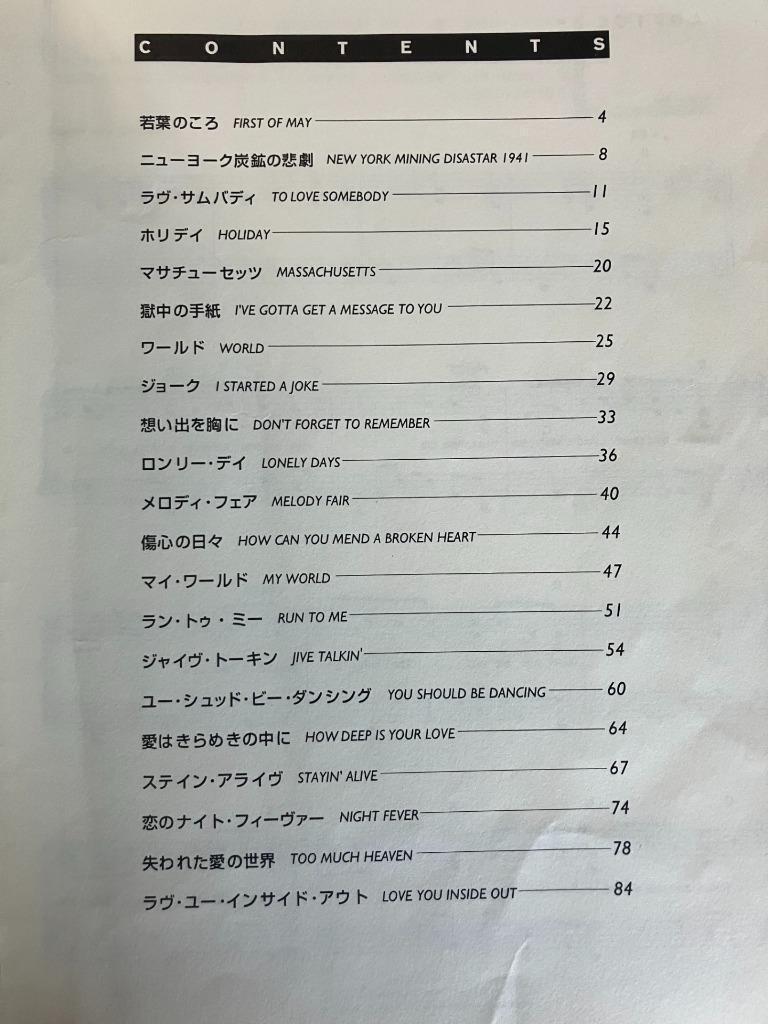 CONTENTS
若葉のころ FIRST OF MAY 4
ニューヨーク炭鉱の悲劇 NEW YORK MINING DISASTAR 1941 8
ラヴ・サムバディ TO LOVE SOMEBODY 11
ホリデイ HOLIDAY 15
マサチューセッツ MASSACHUSETTS 20
獄中の手紙 I'VE GOTTA GET A MESSAGE TO YOU 22
ワールド WORLD 25
ジョーク I STARTED A JOKE 29
想い出を胸に DON'T FORGET TO REMEMBER 33
ロンリー・デイ LONELY DAYS 36
メロディ・フェア MELODY FAIR 40
傷心の日々 HOW CAN YOU MEND A BROKEN HEART 44
マイ・ワールド MY WORLD 47
ラン・トゥ・ミー RUN TO ME 51
ジャイヴ・トーキン JIVE TALKIN' 54
ユー・シュッド・ビー・ダンシング YOU SHOULD BE DANCING 60
愛はきらめきの中に HOW DEEP IS YOUR LOVE 64
ステイン・アライヴ STAYIN' ALIVE 67
恋のナイト・フィーヴァー NIGHT FEVER 74
失われた愛の世界 TOO MUCH HEAVEN 78
ラヴ・ユー・インサイド・アウト LOVE YOU INSIDE OUT 84